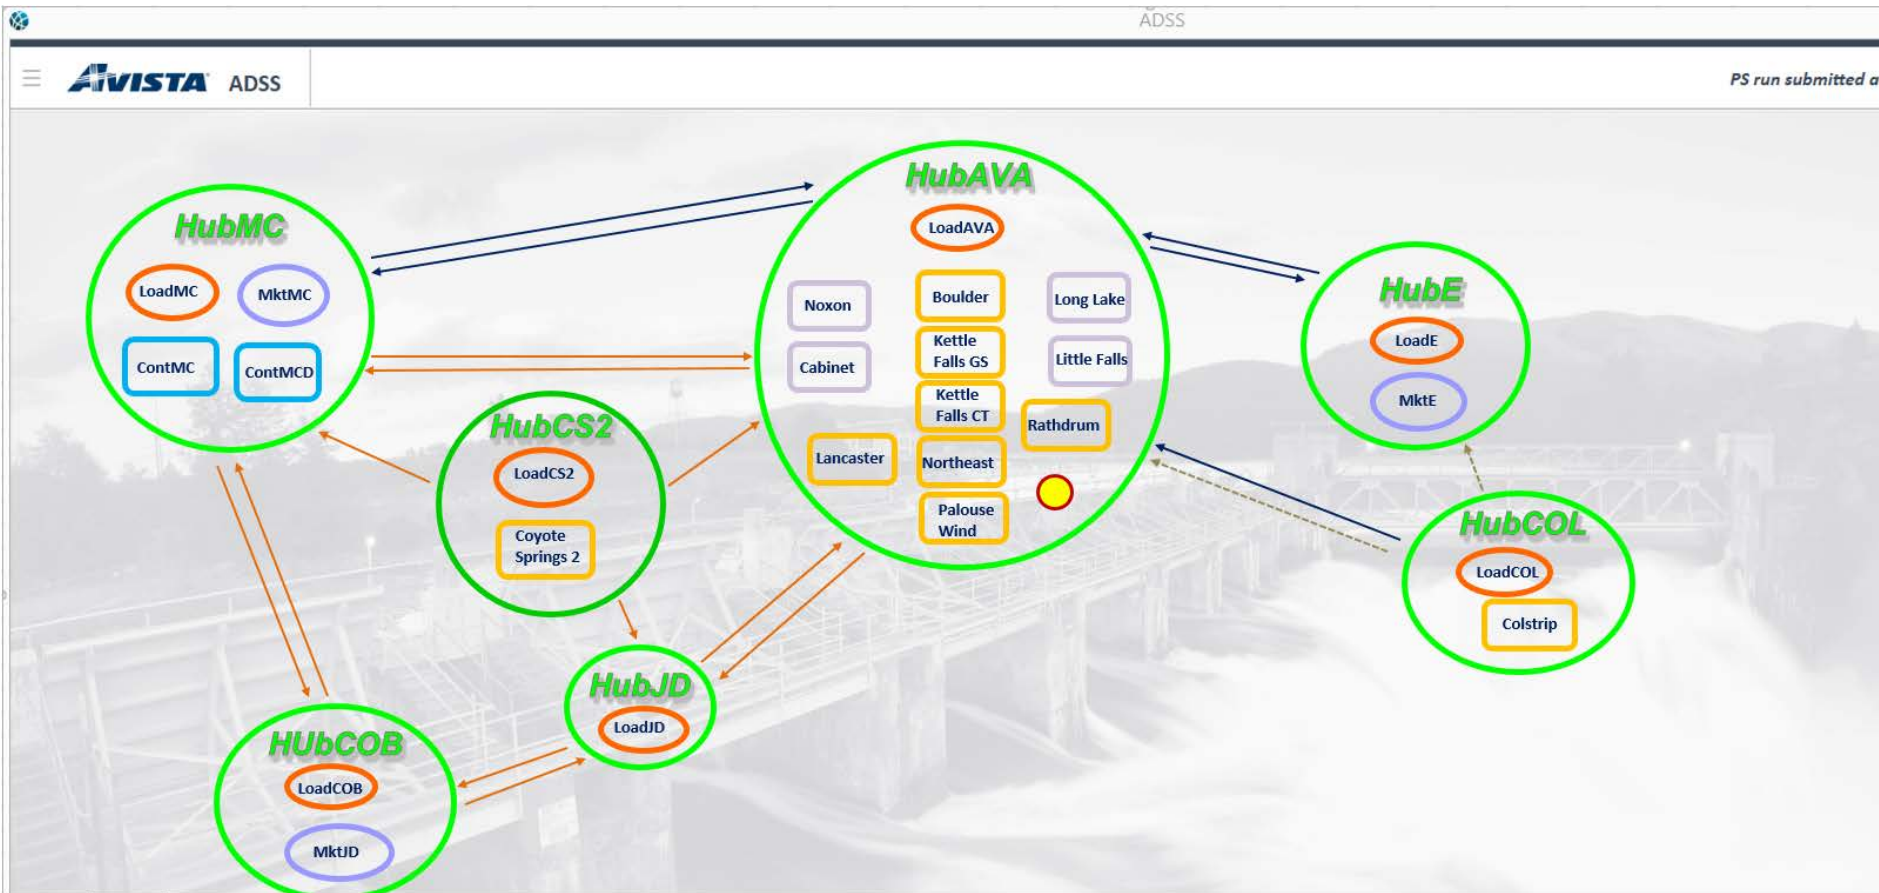 ADSS
AVISTA ADSS
PS run submitted a
HubMC
LoadMC
MktMC
ContMC
ContMCD
HubAVA
LoadAVA
Noxon
Boulder
Long Lake
Cabinet
Kettle
Falls GS
Little Falls
Kettle
Falls CT
Rathdrum
Lancaster
Northeast
Palouse
Wind
HubE
LoadE
MktE
HubCS2
LoadCS2
Coyote
Springs 2
HubCOL
LoadCOL
Colstrip
HubJD
LoadJD
HUbCOB
LoadCOB
MktJD